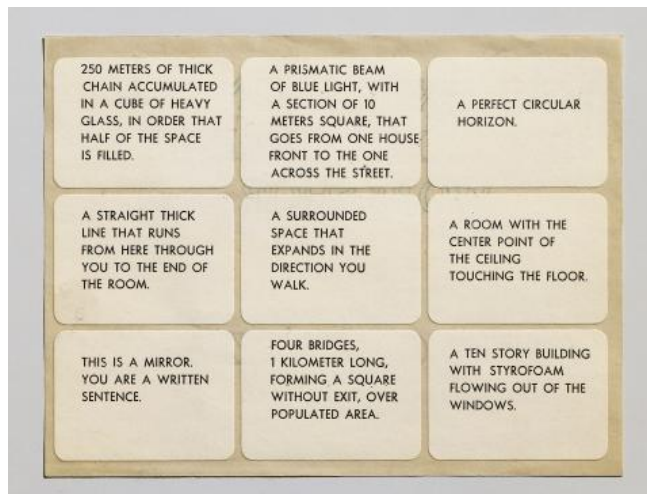 250 METERS OF THICK
CHAIN ACCUMULATED
IN A CUBE OF HEAVY
GLASS, IN ORDER THAT
HALF OF THE SPACE
IS FILLED.
A PRISMATIC BEAM
OF BLUE LIGHT, WITH
A SECTION OF 10
METERS SQUARE, THAT
GOES FROM ONE HOUSE-
FRONT TO THE ONE
ACROSS THE STREET.
A PERFECT CIRCULAR
HORIZON.
A STRAIGHT THICK
LINE THAT RUNS
FROM HERE THROUGH
YOU TO THE END OF
THE ROOM.
A SURROUNDED
SPACE THAT
EXPANDS IN THE
DIRECTION YOU
WALK.
A ROOM WITH THE
CENTER POINT OF
THE CEILING
TOUCHING THE FLOOR.
THIS IS A MIRROR.
YOU ARE A WRITTEN
SENTENCE.
FOUR BRIDGES,
1 KILOMETER LONG,
FORMING A SQUARE
WITHOUT EXIT, OVER
POPULATED AREA.
A TEN STORY BUILDING
WITH STYROFOAM
FLOWING OUT OF THE
WINDOWS.